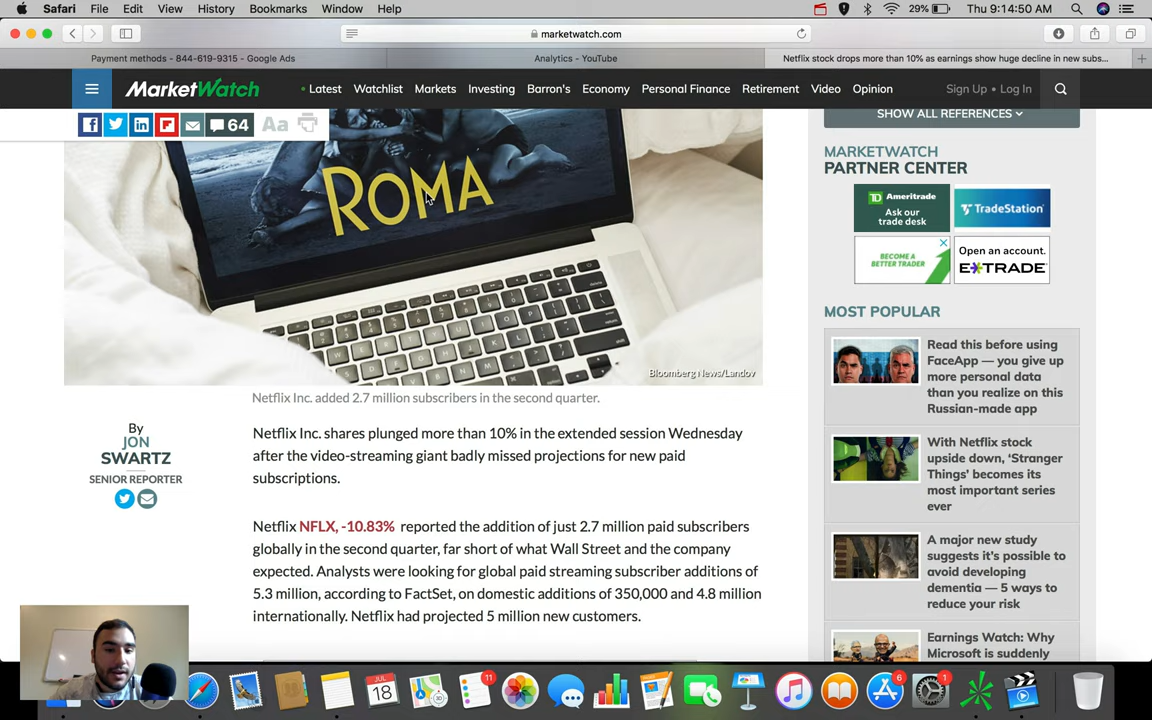 Safari File Edit View History Bookmarks Window Help 29% Thu 9:14:50 AM
marketwatch.com
Payment methods - 844-619-9315 - Google Ads
Analytics - YouTube
Netflix stock drops more than 10% as earnings show huge decline in new subs...
MarketWatch
Latest Watchlist Markets Investing Barron's Economy Personal Finance Retirement Video Opinion
Sign Up • Log In
64 Aa
SHOW ALL REFERENCES
ROMA
Bloomberg News/Landov
Netflix Inc. added 2.7 million subscribers in the second quarter.
By
JON
SWARTZ
SENIOR REPORTER
Netflix Inc. shares plunged more than 10% in the extended session Wednesday
after the video-streaming giant badly missed projections for new paid
subscriptions.
Netflix NFLX, -10.83% reported the addition of just 2.7 million paid subscribers
globally in the second quarter, far short of what Wall Street and the company
expected. Analysts were looking for global paid streaming subscriber additions of
5.3 million, according to FactSet, on domestic additions of 350,000 and 4.8 million
internationally. Netflix had projected 5 million new customers.
MARKETWATCH
PARTNER CENTER
TD Ameritrade
Ask our
trade desk
TradeStation
BECOME A
BETTER TRADER
Open an account.
E*TRADE
MOST POPULAR
Read this before using
FaceApp — you give up
more personal data
than you realize on this
Russian-made app
With Netflix stock
upside down, ‘Stranger
Things’ becomes its
most important series
ever
A major new study
suggests it’s possible to
avoid developing
dementia — 5 ways to
reduce your risk
Earnings Watch: Why
Microsoft is suddenly
JUL
18
3D
11
6
1